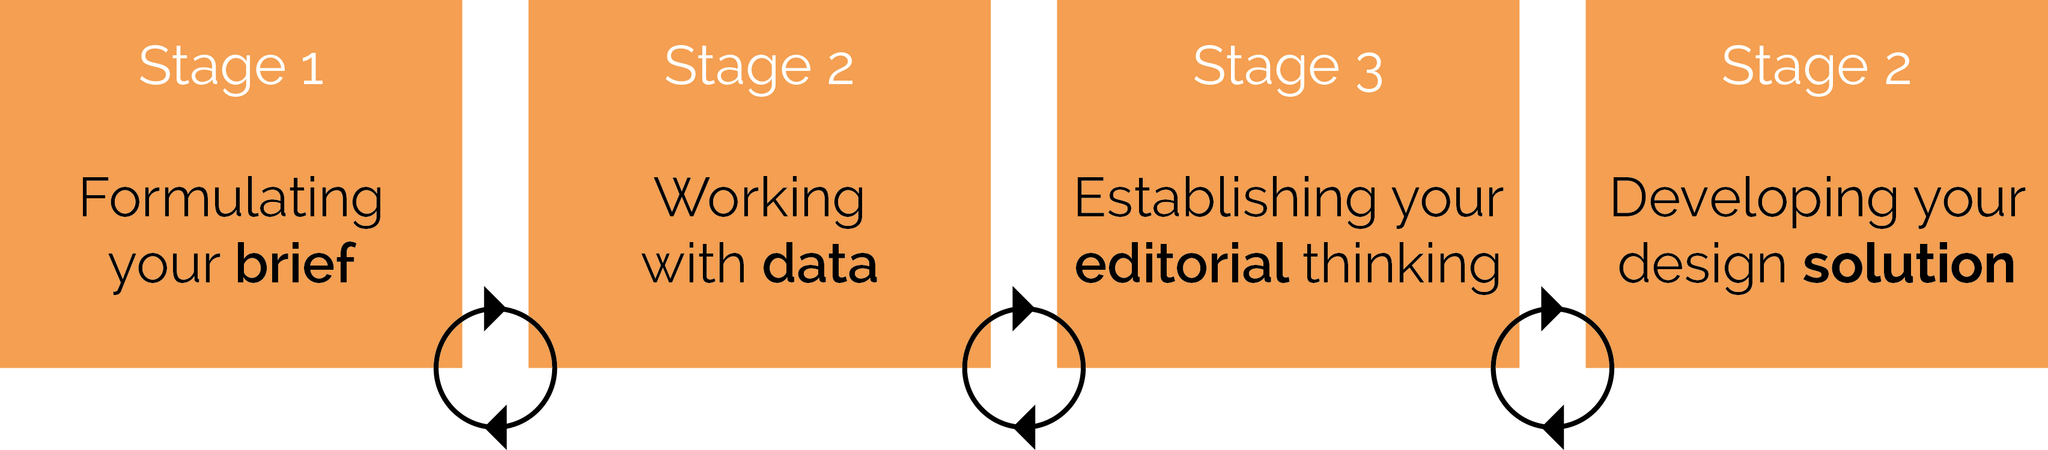 Stage 1
Formulating
your brief
Stage 2
Working
with data
Stage 3
Establishing your
editorial thinking
Stage 2
Developing your
design solution